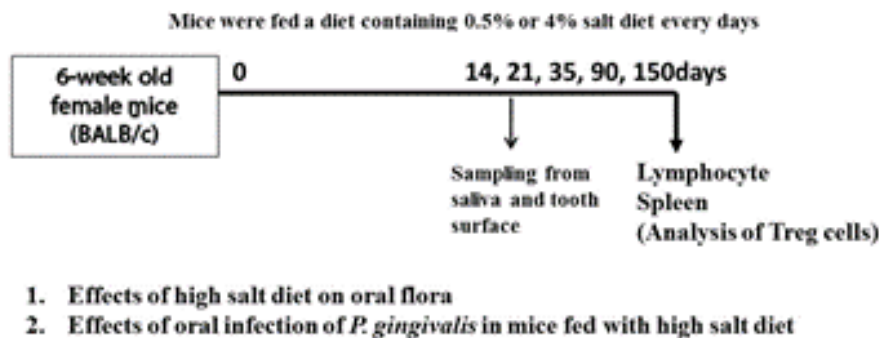 Mice were fed a diet containing 0.5% or 4% salt diet every days
6-week old
female mice
(BALB/c)
0
14, 21, 35, 90, 150days
Sampling from
saliva and tooth
surface
Lymphocyte
Spleen
(Analysis of Treg cells)
1. Effects of high salt diet on oral flora
2. Effects of oral infection of P. gingivalis in mice fed with high salt diet